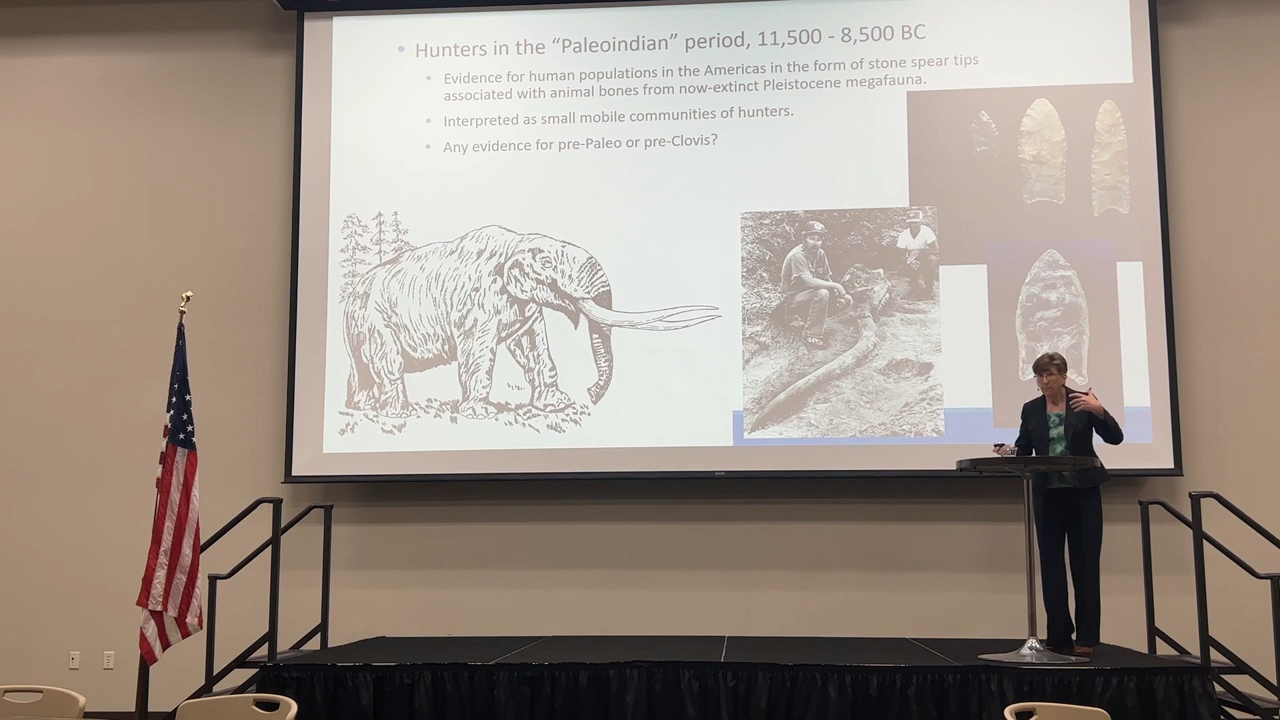 • Hunters in the “Paleoindian” period, 11,500 - 8,500 BC
• Evidence for human populations in the Americas in the form of stone spear tips
associated with animal bones from now-extinct Pleistocene megafauna.
• Interpreted as small mobile communities of hunters.
• Any evidence for pre-Paleo or pre-Clovis?